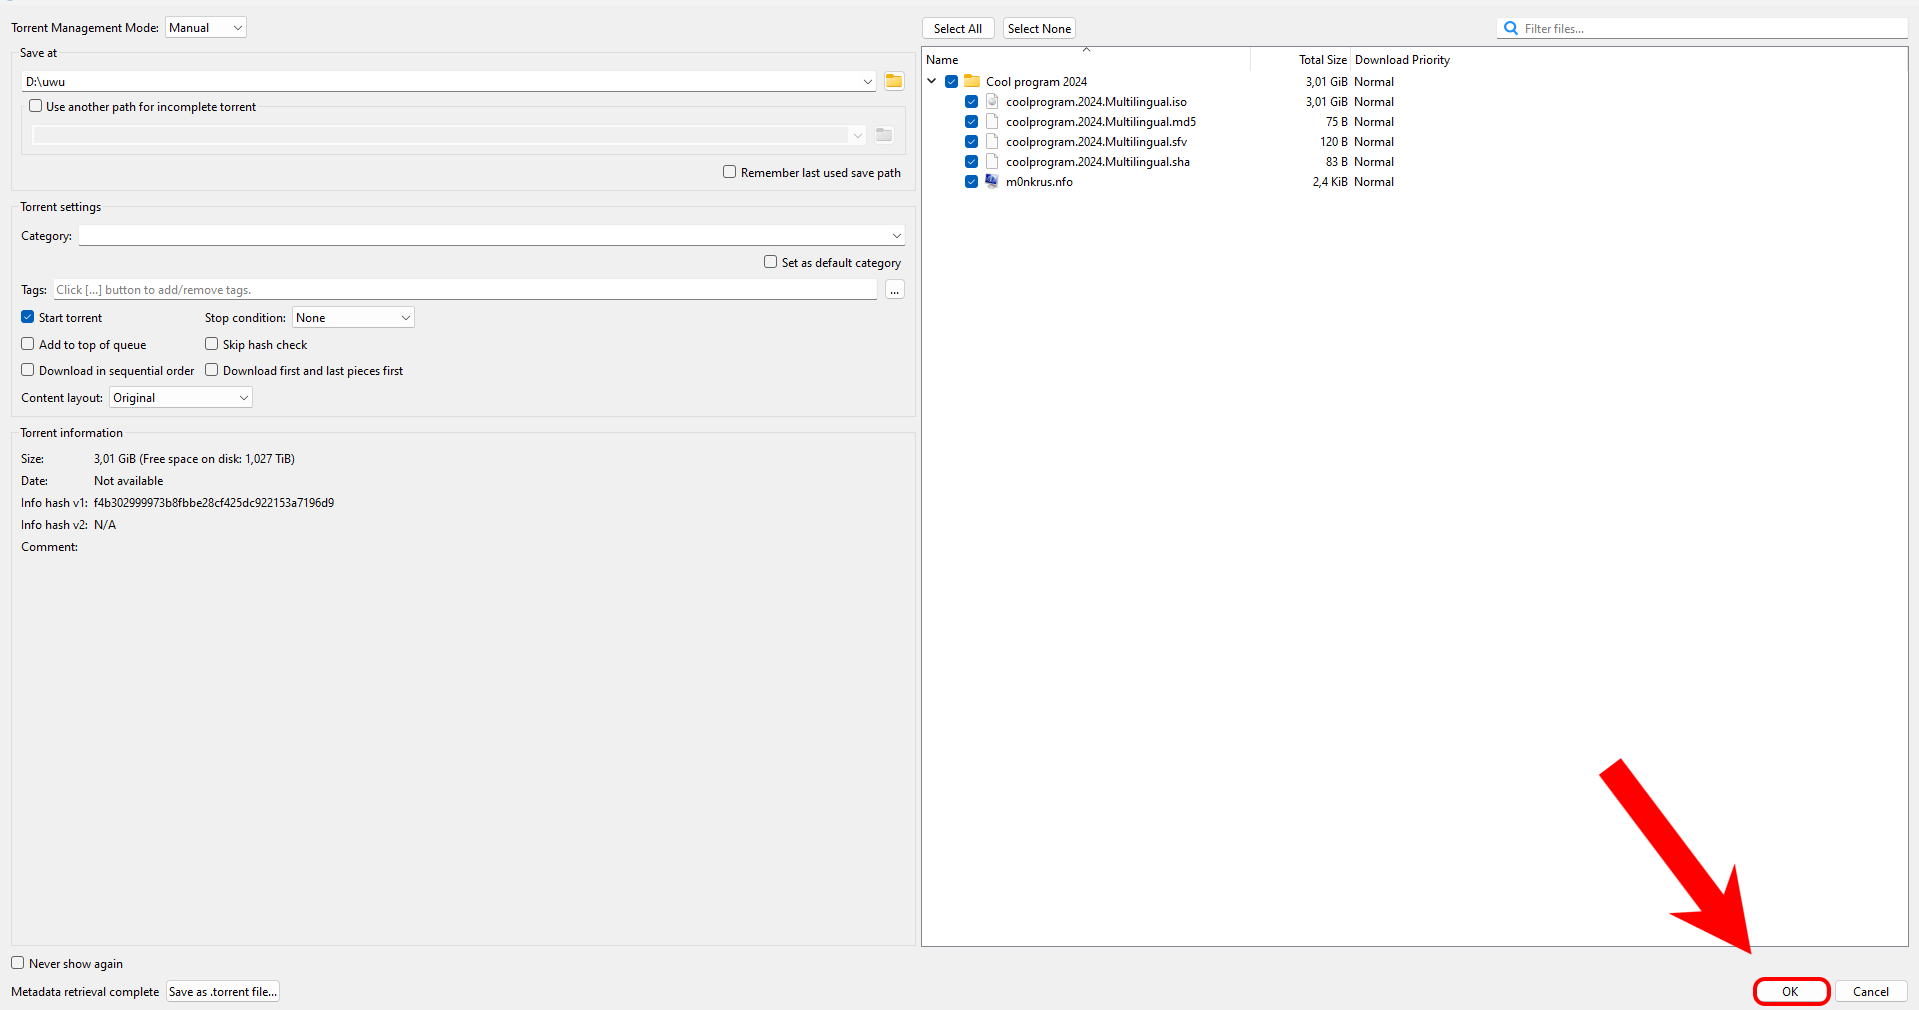 Torrent Management Mode: Manual
Save at
D:\uwu
Use another path for incomplete torrent
Remember last used save path
Torrent settings
Category:
Set as default category
Tags: Click [...] button to add/remove tags. ...
Start torrent Stop condition: None
Add to top of queue Skip hash check
Download in sequential order Download first and last pieces first
Content layout: Original
Torrent information
Size: 3,01 GiB (Free space on disk: 1,027 TiB)
Date: Not available
Info hash v1: f4b302999973b8fbbe28cf425dc922153a7196d9
Info hash v2: N/A
Comment:
Never show again
Metadata retrieval complete Save as .torrent file...
Select All Select None Filter files...
Name Total Size Download Priority
Cool program 2024 3,01 GiB Normal
coolprogram.2024.Multilingual.iso 3,01 GiB Normal
coolprogram.2024.Multilingual.md5 75 B Normal
coolprogram.2024.Multilingual.sfv 120 B Normal
coolprogram.2024.Multilingual.sha 83 B Normal
m0nkrus.nfo 2,4 KiB Normal
OK Cancel